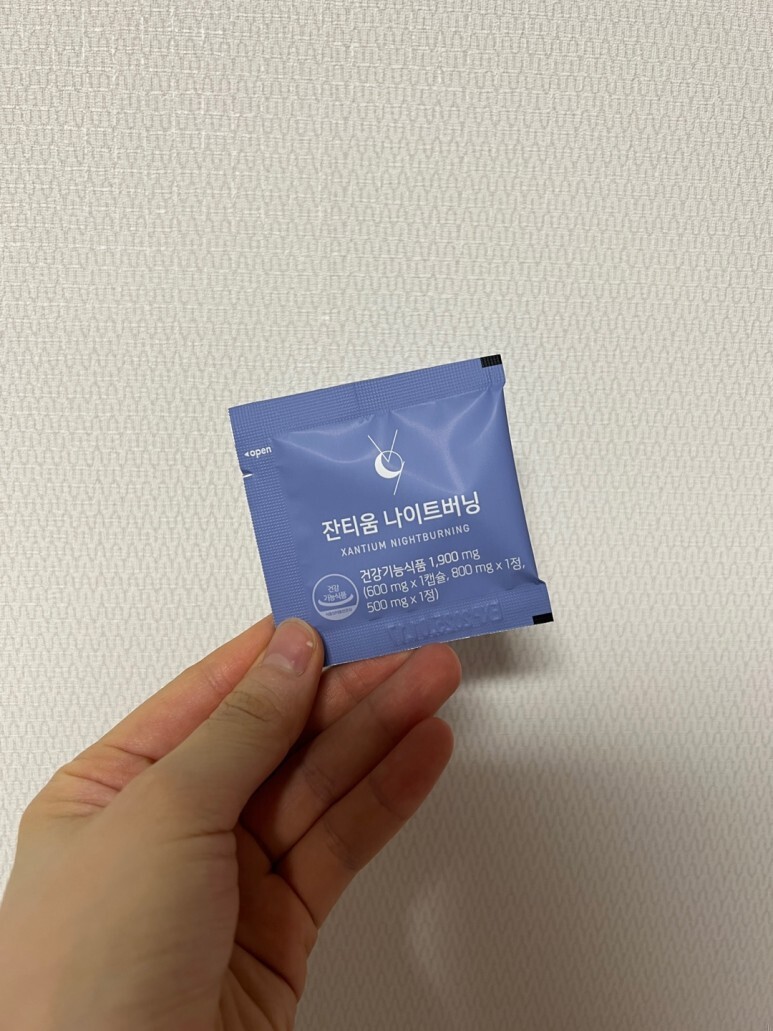 ◂open
잔티움 나이트버닝
XANTIUM NIGHTBURNING
건강기능식품 1,900 mg
(600 mg x 1캡슐, 800 mg x 1정,
500 mg x 1정)
건강
기능식품